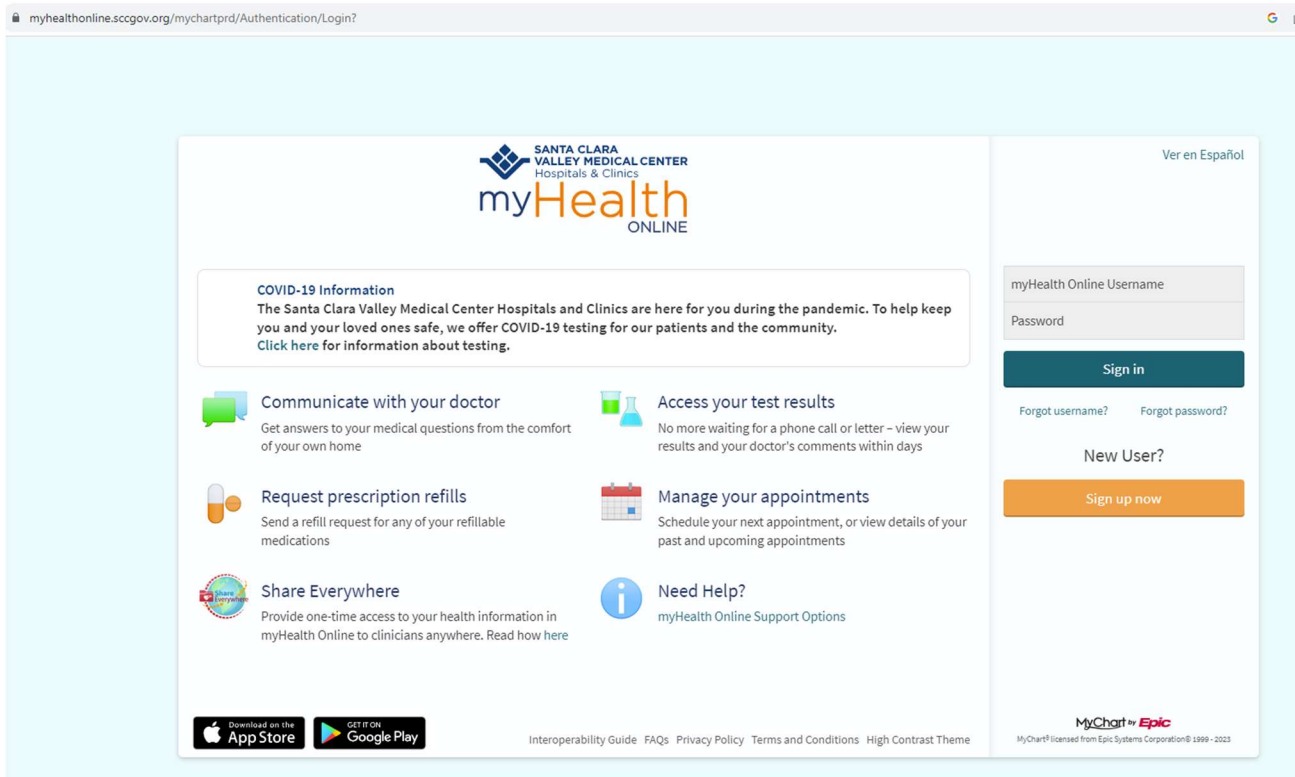 myhealthonline.sccgov.org/mychartprd/Authentication/Login?
SANTA CLARA
VALLEY MEDICAL CENTER
Hospitals & Clinics
myHealth
ONLINE
Ver en Español
COVID-19 Information
The Santa Clara Valley Medical Center Hospitals and Clinics are here for you during the pandemic. To help keep
you and your loved ones safe, we offer COVID-19 testing for our patients and the community.
Click here for information about testing.
Communicate with your doctor
Get answers to your medical questions from the comfort
of your own home
Access your test results
No more waiting for a phone call or letter – view your
results and your doctor's comments within days
Request prescription refills
Send a refill request for any of your refillable
medications
Manage your appointments
Schedule your next appointment, or view details of your
past and upcoming appointments
Share Everywhere
Share Everywhere
Provide one-time access to your health information in
myHealth Online to clinicians anywhere. Read how here
Need Help?
myHealth Online Support Options
myHealth Online Username
Password
Sign in
Forgot username? Forgot password?
New User?
Sign up now
Download on the
App Store
GET IT ON
Google Play
Interoperability Guide FAQs Privacy Policy Terms and Conditions High Contrast Theme
MyChart by Epic
MyChart® licensed from Epic Systems Corporation© 1999 - 2023